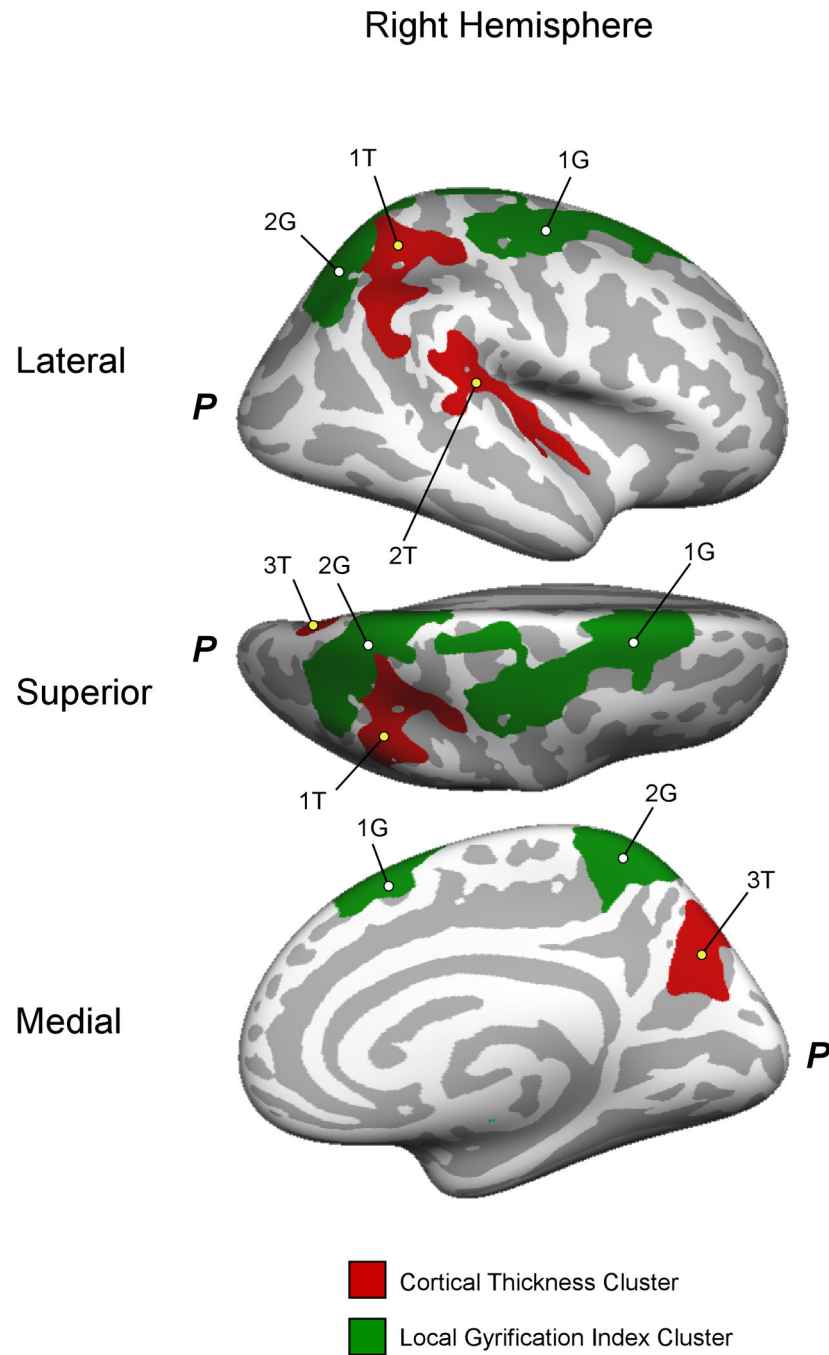 Right Hemisphere
1T
1G
2G
Lateral
P
2T
3T
2G
1G
P
Superior
1T
1G
2G
3T
Medial
P
Cortical Thickness Cluster
Local Gyrification Index Cluster